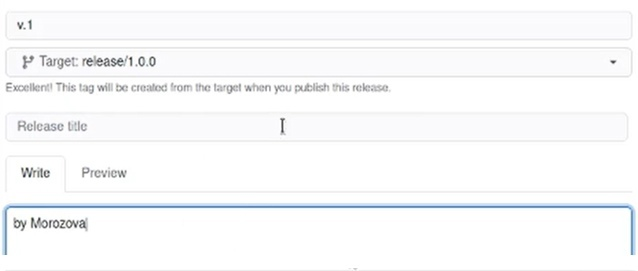 v.1
Target: release/1.0.0
Excellent! This tag will be created from the target when you publish this release.
Release title
Write Preview
by Morozova